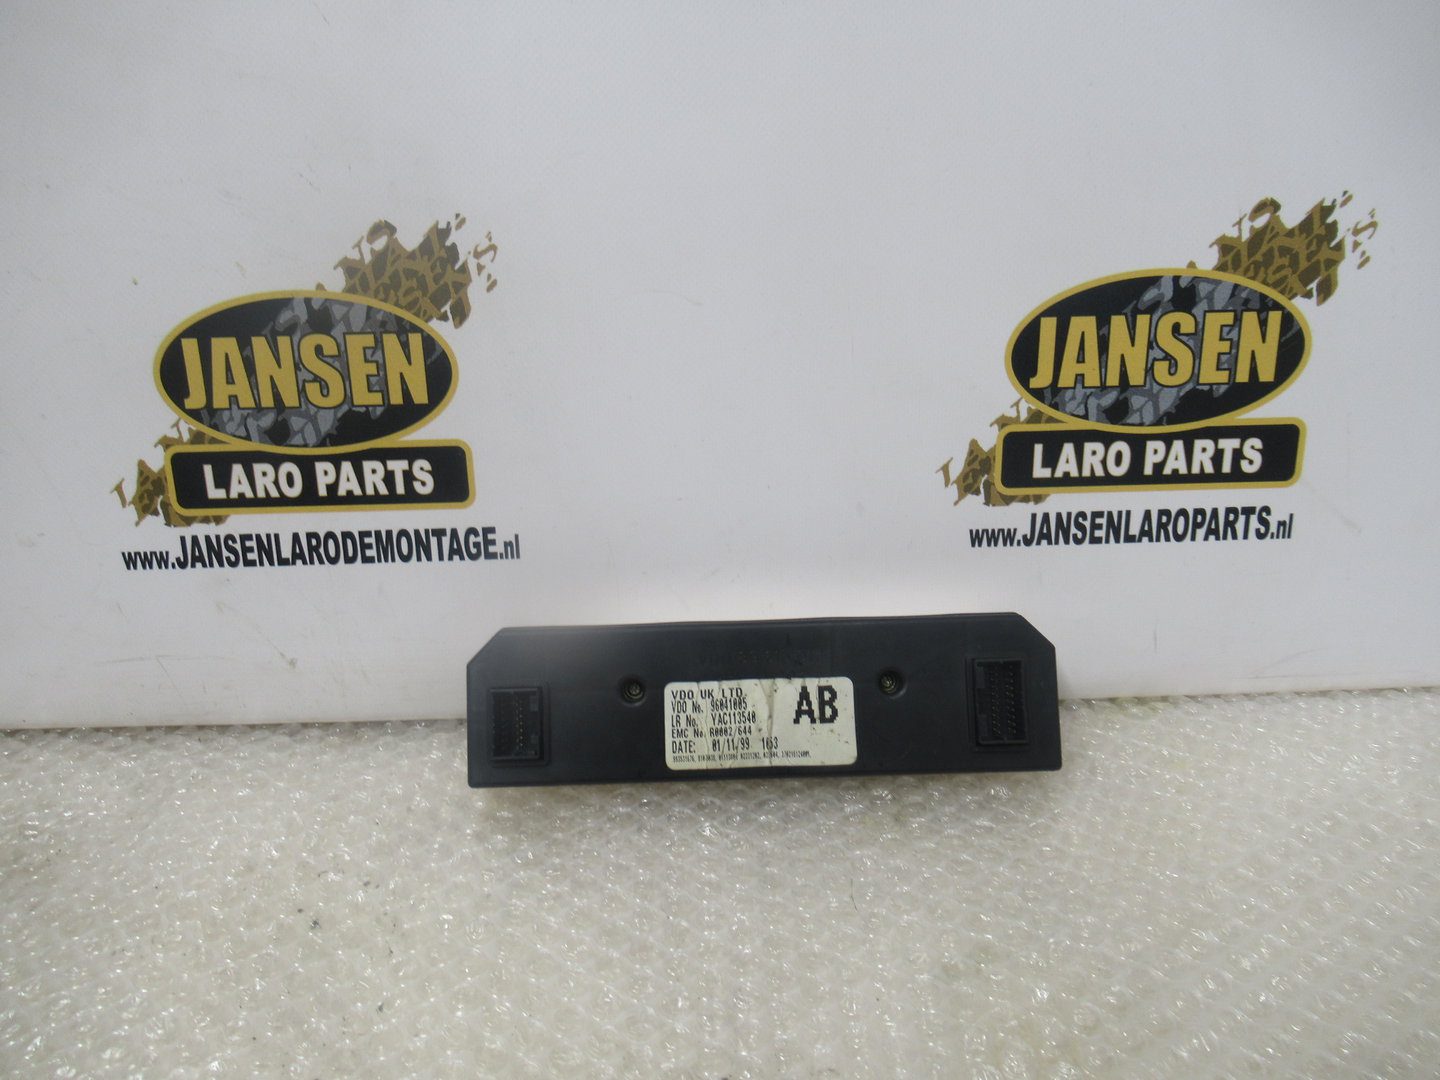 JANSEN
LARO PARTS
www.JANSENLARODEMONTAGE.nl
JANSEN
LARO PARTS
www.JANSENLAROPARTS.nl
VDO UK LTD.
VDO No. 96041005
LR No. YAC113540
EMC No. R0002/644
DATE: 01/11/99
AB